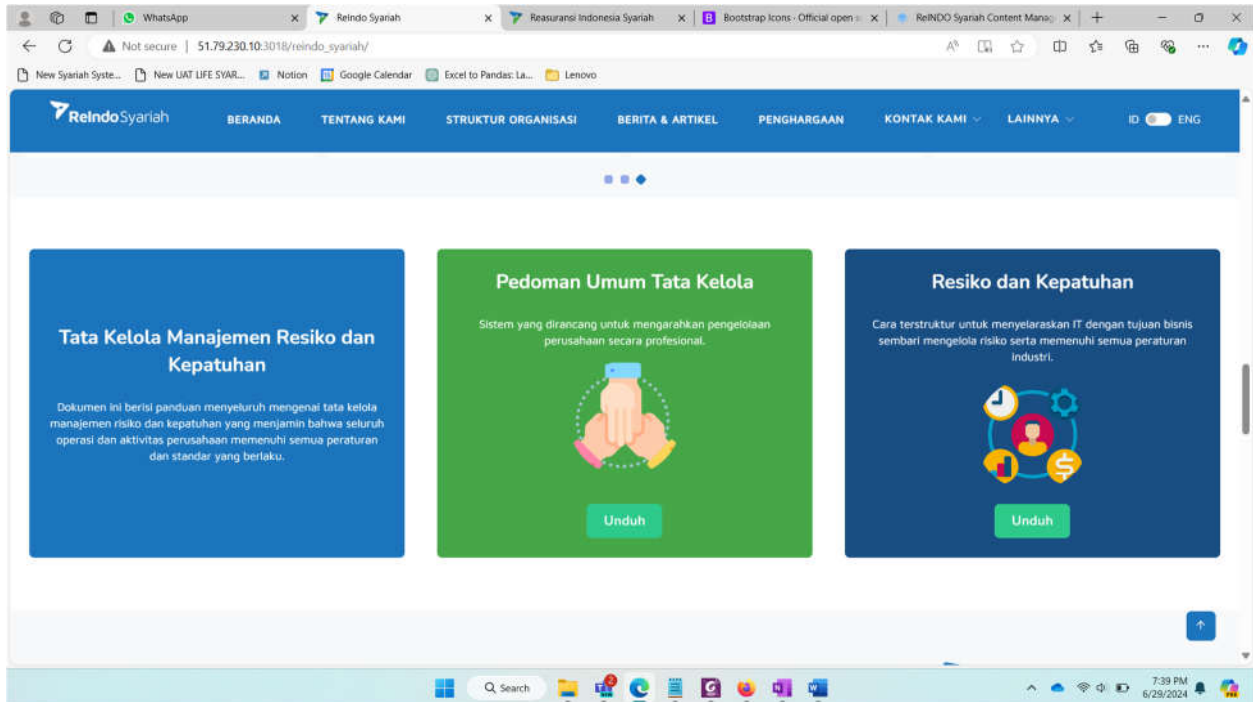 WhatsApp
Reindo Syariah
Reasuransi Indonesia Syariah
Bootstrap Icons · Official open s
ReINDO Syariah Content Manag
Not secure | 51.79.230.10:3018/reindo_syariah/
New Syariah Syste...
New UAT LIFE SYAR...
Notion
Google Calendar
Excel to Pandas: La...
Lenovo
ReIndo Syariah
BERANDA
TENTANG KAMI
STRUKTUR ORGANISASI
BERITA & ARTIKEL
PENGHARGAAN
KONTAK KAMI
LAINNYA
ID
ENG
Tata Kelola Manajemen Resiko dan
Kepatuhan
Dokumen ini berisi panduan menyeluruh mengenai tata kelola
manajemen risiko dan kepatuhan yang menjamin bahwa seluruh
operasi dan aktivitas perusahaan memenuhi semua peraturan
dan standar yang berlaku.
Pedoman Umum Tata Kelola
Sistem yang dirancang untuk mengarahkan pengelolaan
perusahaan secara profesional.
Unduh
Resiko dan Kepatuhan
Cara terstruktur untuk menyelaraskan IT dengan tujuan bisnis
sembari mengelola risiko serta memenuhi semua peraturan
industri.
Unduh
Search
7:39 PM
6/29/2024